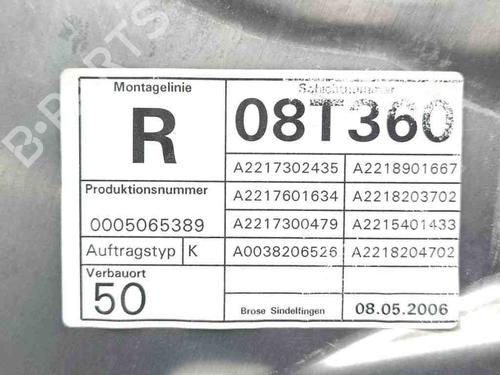 B-PARTS
Montagelinie
R
Schichtnummer
08T360
A2217302435 A2218901667
A2217601634 A2218203702
Produktionsnummer
0005065389
A2217300479 A2215401433
Auftragstyp K
A0038206526 A2218204702
Verbauort
50
Brose Sindelfingen 08.05.2006